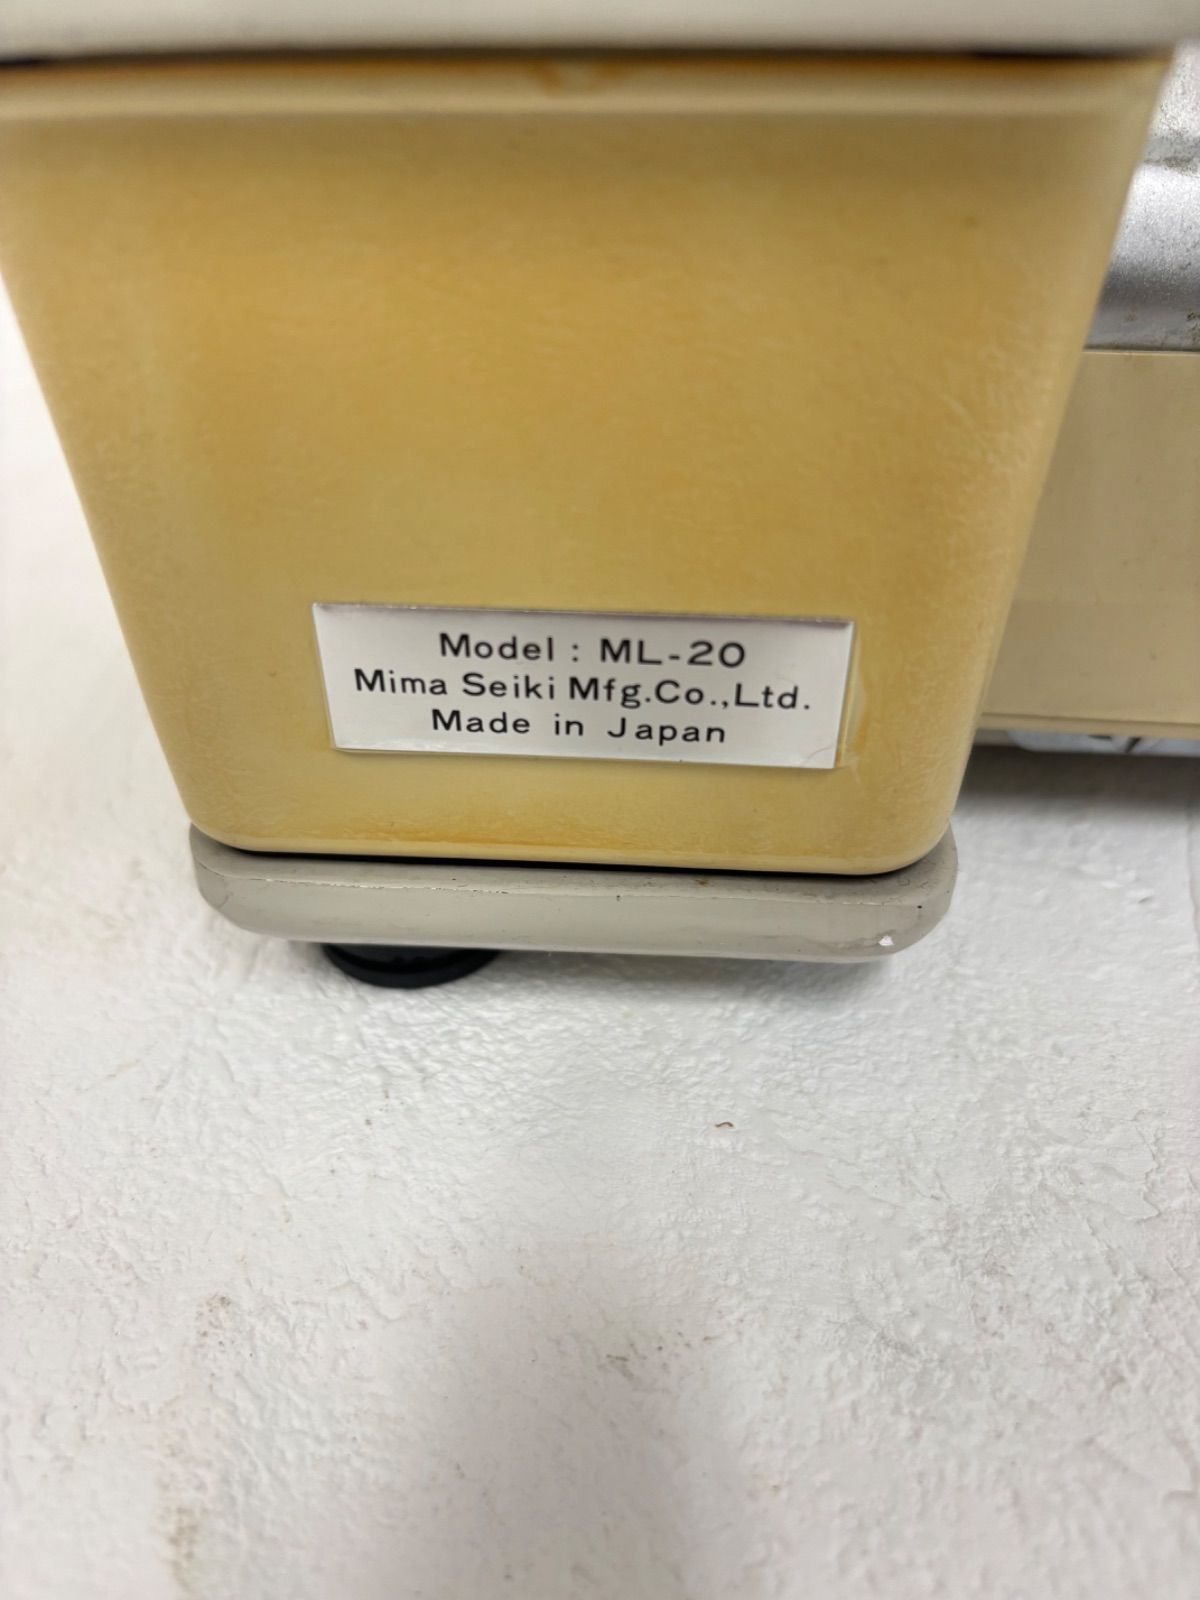 Model : ML-20
Mima Seiki Mfg.Co.,Ltd.
Made in Japan